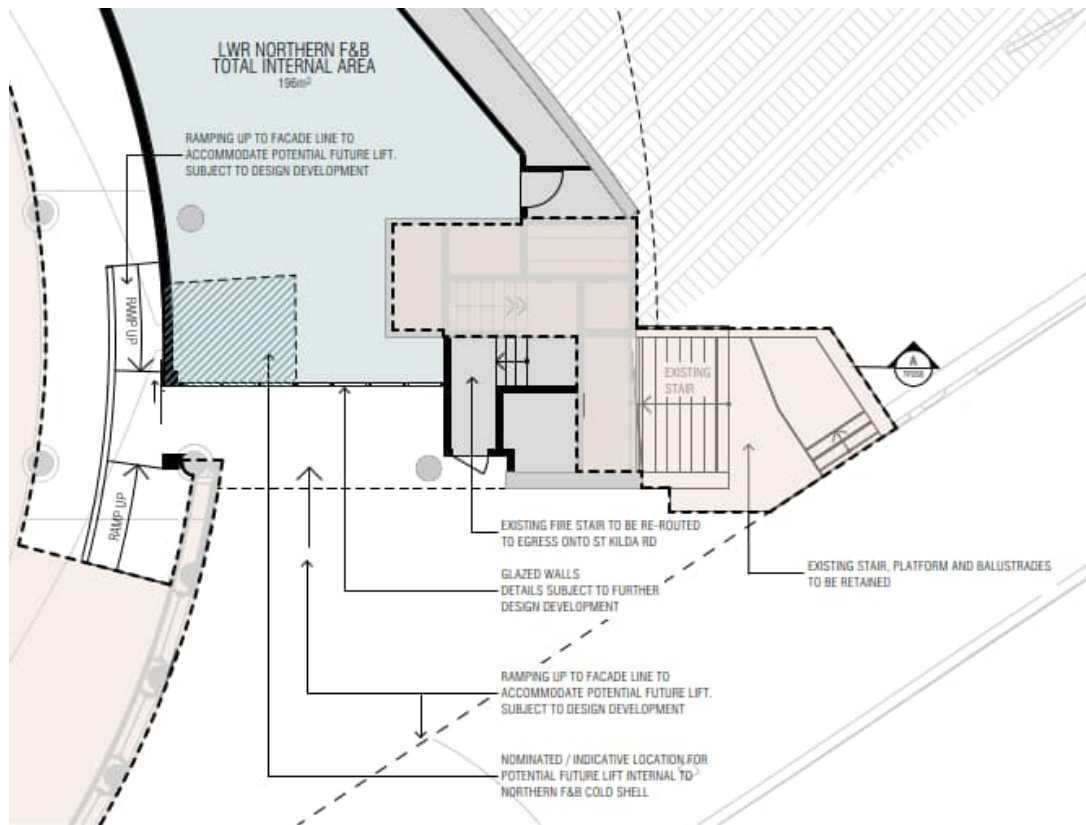 LWR NORTHERN F&B
TOTAL INTERNAL AREA
196m²
RAMPING UP TO FACADE LINE TO
ACCOMMODATE POTENTIAL FUTURE LIFT.
SUBJECT TO DESIGN DEVELOPMENT
RAMP UP
EXISTING
STAIR
A
RAMP UP
EXISTING FIRE STAIR TO BE RE-ROUTED
TO EGRESS ONTO ST KILDA RD
EXISTING STAIR, PLATFORM AND BALUSTRADES
TO BE RETAINED
GLAZED WALLS
DETAILS SUBJECT TO FURTHER
DESIGN DEVELOPMENT
RAMPING UP TO FACADE LINE TO
ACCOMMODATE POTENTIAL FUTURE LIFT.
SUBJECT TO DESIGN DEVELOPMENT
NOMINATED / INDICATIVE LOCATION FOR
POTENTIAL FUTURE LIFT INTERNAL TO
NORTHERN F&B COLD SHELL